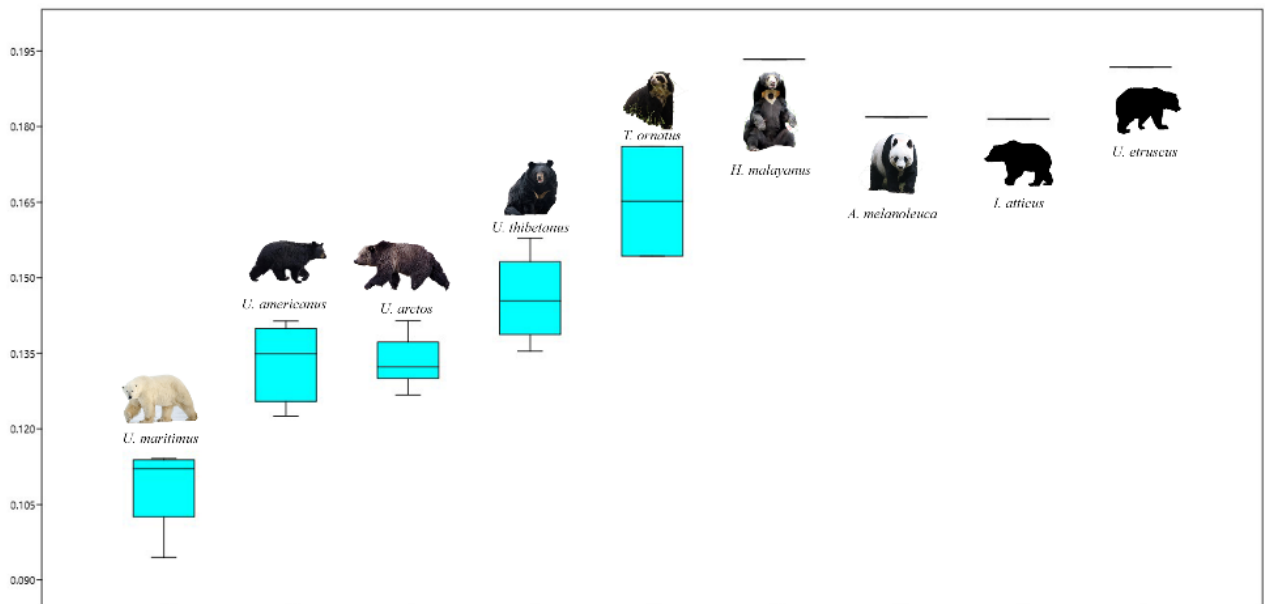 0.195
0.180
0.165
0.150
0.135
0.120
0.105
0.090
U. maritimus
U. americanus
U. arctos
U. thibetanus
T. ornatus
H. malayanus
A. melanoleuca
I. atticus
U. etruscus